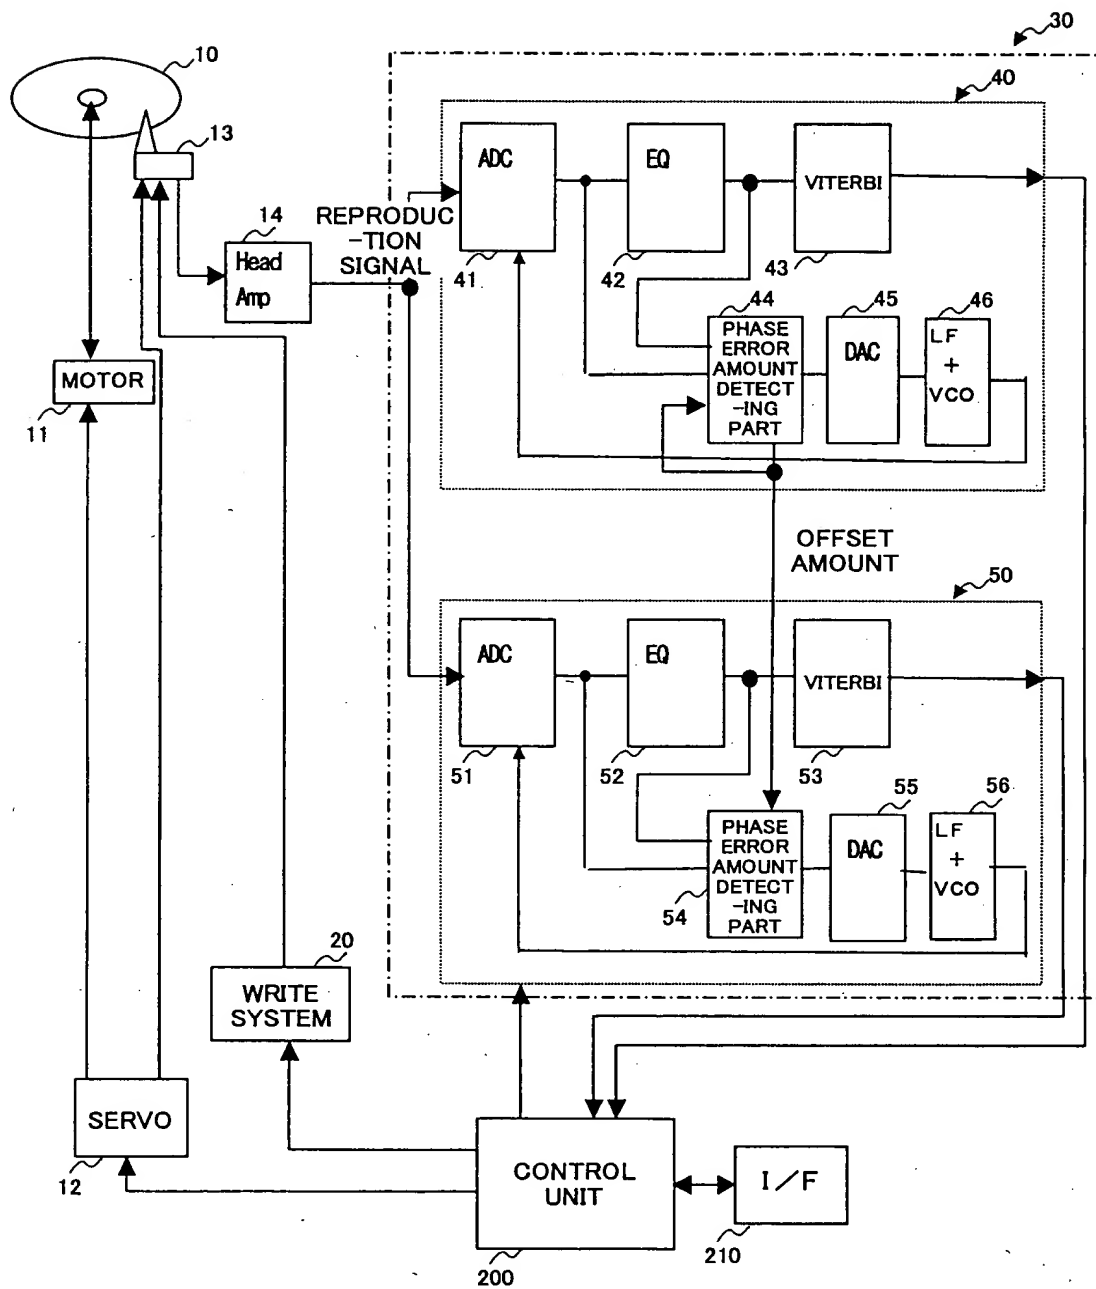 30
10
40
13
ADC
EQ
VITERBI
14
REPRODUC
-TION
SIGNAL
Head
Amp
41
42
43
44
45
46
PHASE
ERROR
AMOUNT
DETECT
-ING
PART
DAC
LF
+
VCO
MOTOR
11
OFFSET
AMOUNT
50
ADC
EQ
VITERBI
51
52
53
55
56
PHASE
ERROR
AMOUNT
DETECT
-ING
PART
DAC
LF
+
VCO
54
20
WRITE
SYSTEM
SERVO
12
CONTROL
UNIT
I/F
200
210